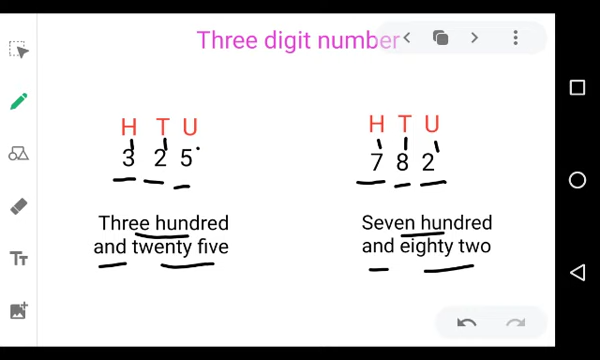 Three digit number
H T U
3 2 5
Three hundred
and twenty five
H T U
7 8 2
Seven hundred
and eighty two
TT